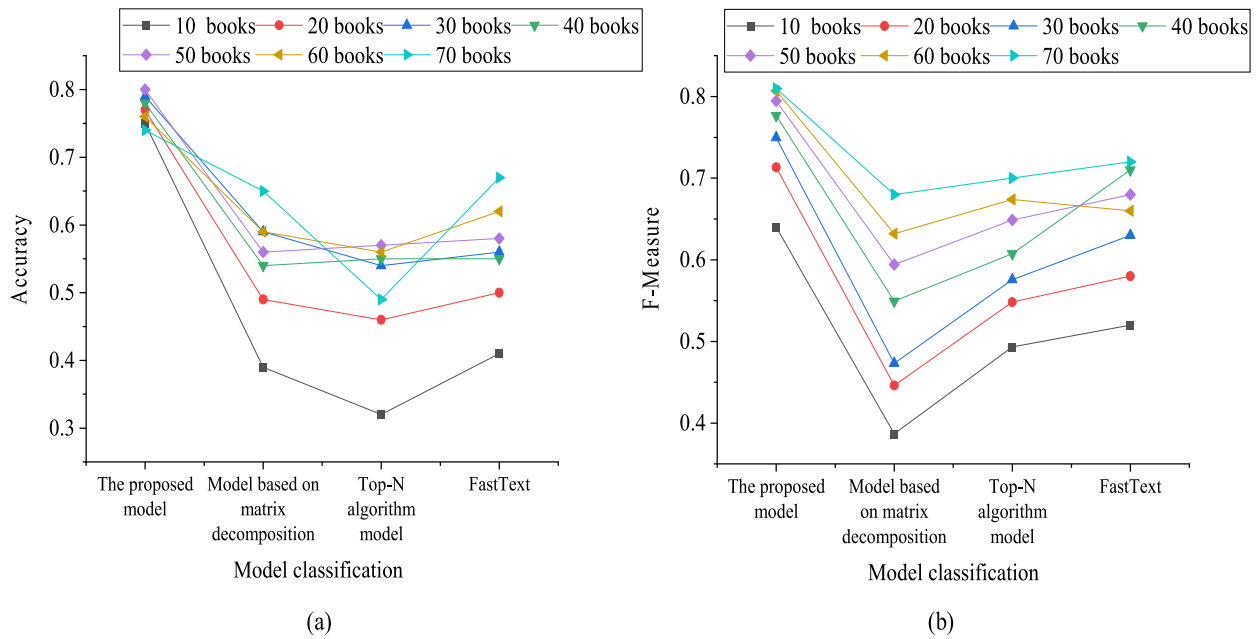 10 books 20 books 30 books 40 books
50 books 60 books 70 books
0.8
0.7
0.6
0.5
0.4
0.3
Accuracy
The proposed model
Model based on matrix decomposition
Top-N algorithm model
FastText
Model classification
(a)
10 books 20 books 30 books 40 books
50 books 60 books 70 books
0.8
0.7
0.6
0.5
0.4
F-Measure
The proposed model
Model based on matrix decomposition
Top-N algorithm model
FastText
Model classification
(b)